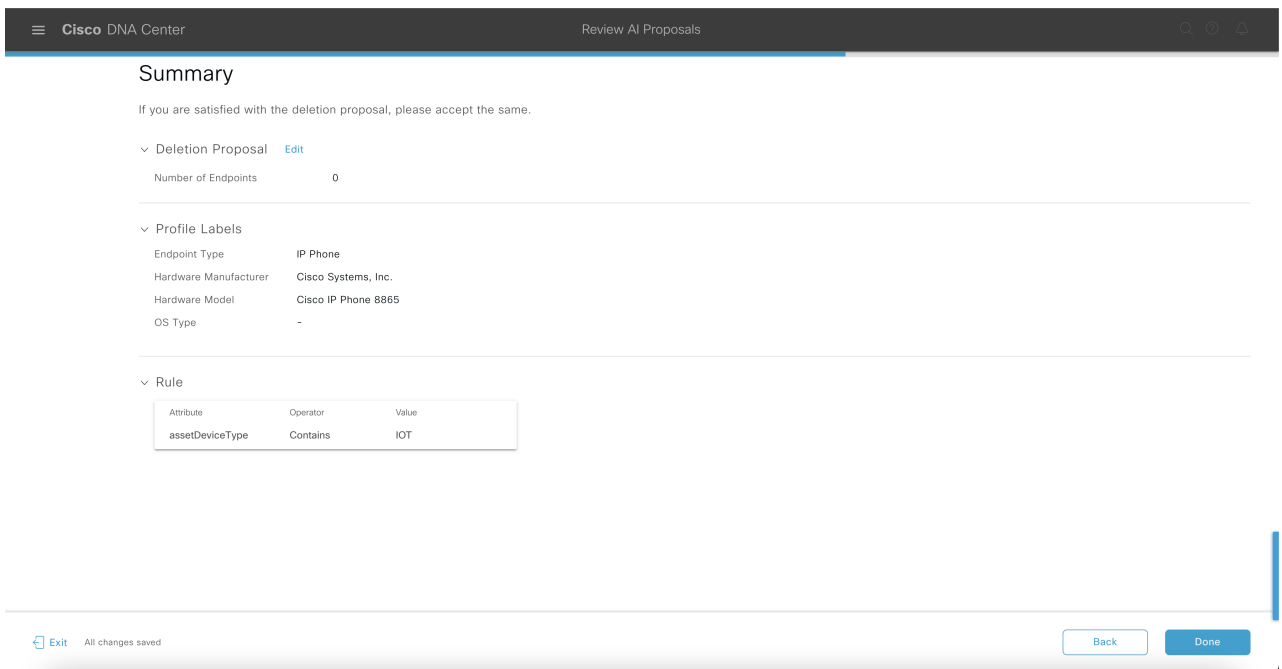 Cisco DNA Center
Review AI Proposals
Summary
If you are satisfied with the deletion proposal, please accept the same.
Deletion Proposal Edit
Number of Endpoints 0
Profile Labels
Endpoint Type IP Phone
Hardware Manufacturer Cisco Systems, Inc.
Hardware Model Cisco IP Phone 8865
OS Type -
Rule
Attribute Operator Value
assetDeviceType Contains IOT
Exit All changes saved Back Done